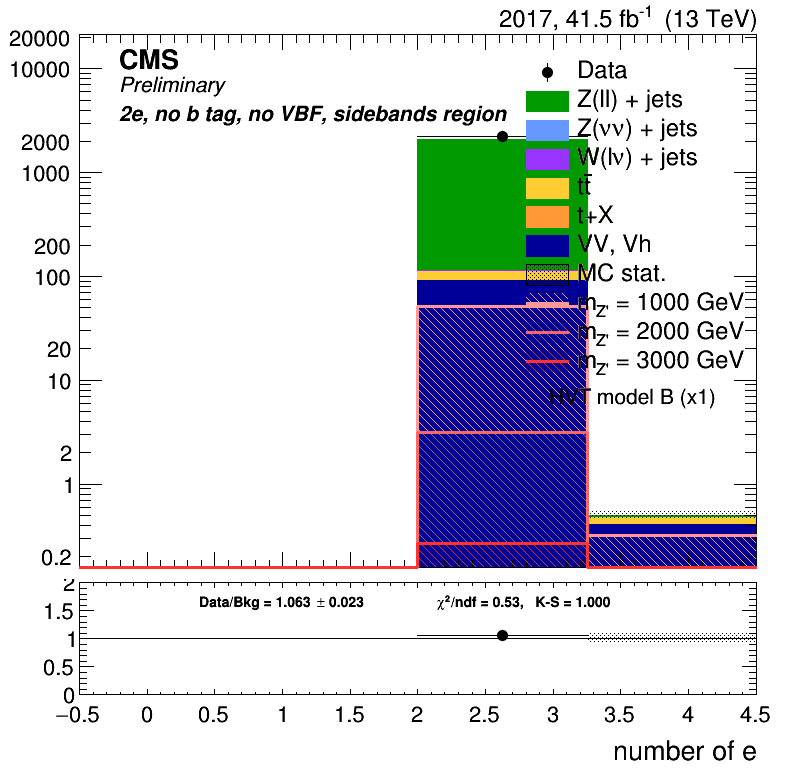 2017, 41.5 fb⁻¹ (13 TeV)
CMS
Preliminary
2e, no b tag, no VBF, sidebands region
Data
Z(ll) + jets
Z(νν) + jets
W(lν) + jets
tt̄
t+X
VV, Vh
MC stat.
m_Z' = 1000 GeV
m_Z' = 2000 GeV
m_Z' = 3000 GeV
HVT model B (x1)
20000
10000
2000
1000
200
100
20
10
2
1
0.2
Data/Bkg = 1.063 ± 0.023
χ²/ndf = 0.53, K-S = 1.000
2
1.5
1
0.5
0
−0.5 0 0.5 1 1.5 2 2.5 3 3.5 4 4.5
number of e